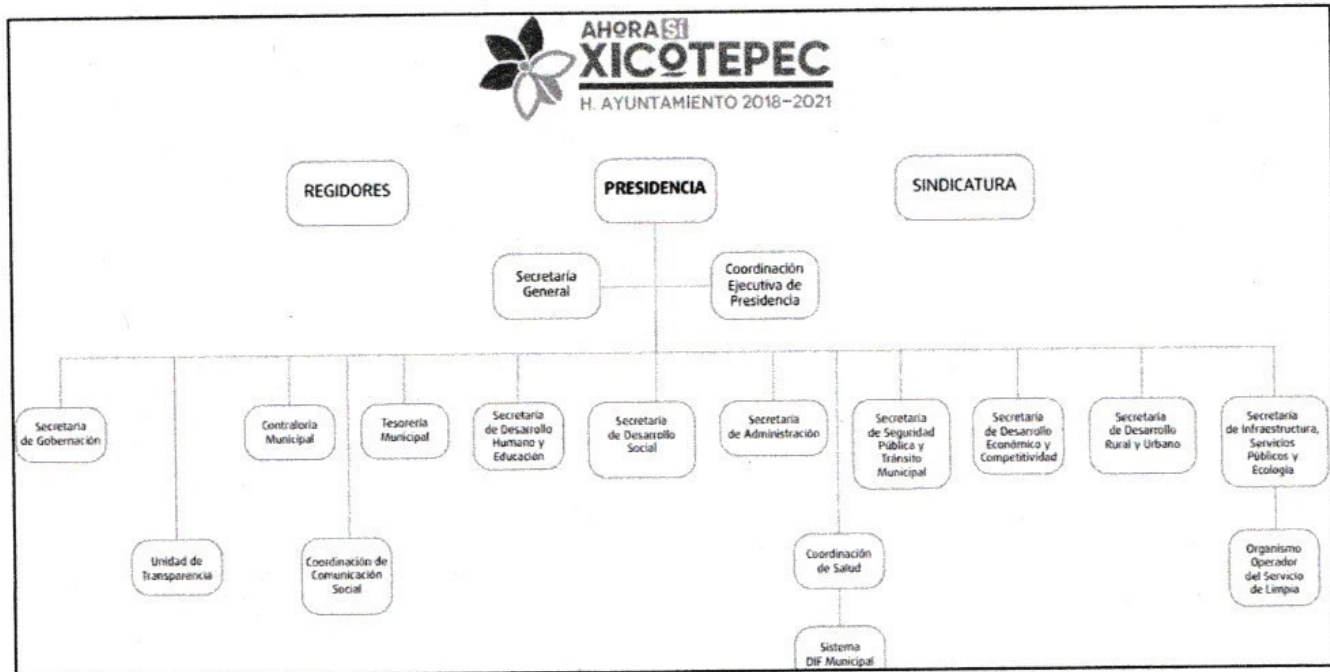 AHORA SÍ
XICOTEPEC
H. AYUNTAMIENTO 2018-2021
REGIDORES
PRESIDENCIA
SINDICATURA
Secretaría
General
Coordinación
Ejecutiva de
Presidencia
Secretaría
de Gobernación
Contraloría
Municipal
Tesorería
Municipal
Secretaría
de Desarrollo
Humano y
Educación
Secretaría
de Desarrollo
Social
Secretaría
de Administración
Secretaría
de Seguridad
Pública y
Tránsito
Municipal
Secretaría
de Desarrollo
Económico y
Competitividad
Secretaría
de Desarrollo
Rural y Urbano
Secretaría
de Infraestructura,
Servicios
Públicos y
Ecología
Unidad de
Transparencia
Coordinación de
Comunicación
Social
Coordinación
de Salud
Organismo
Operador
del Servicio
de Limpia
Sistema
DIF Municipal